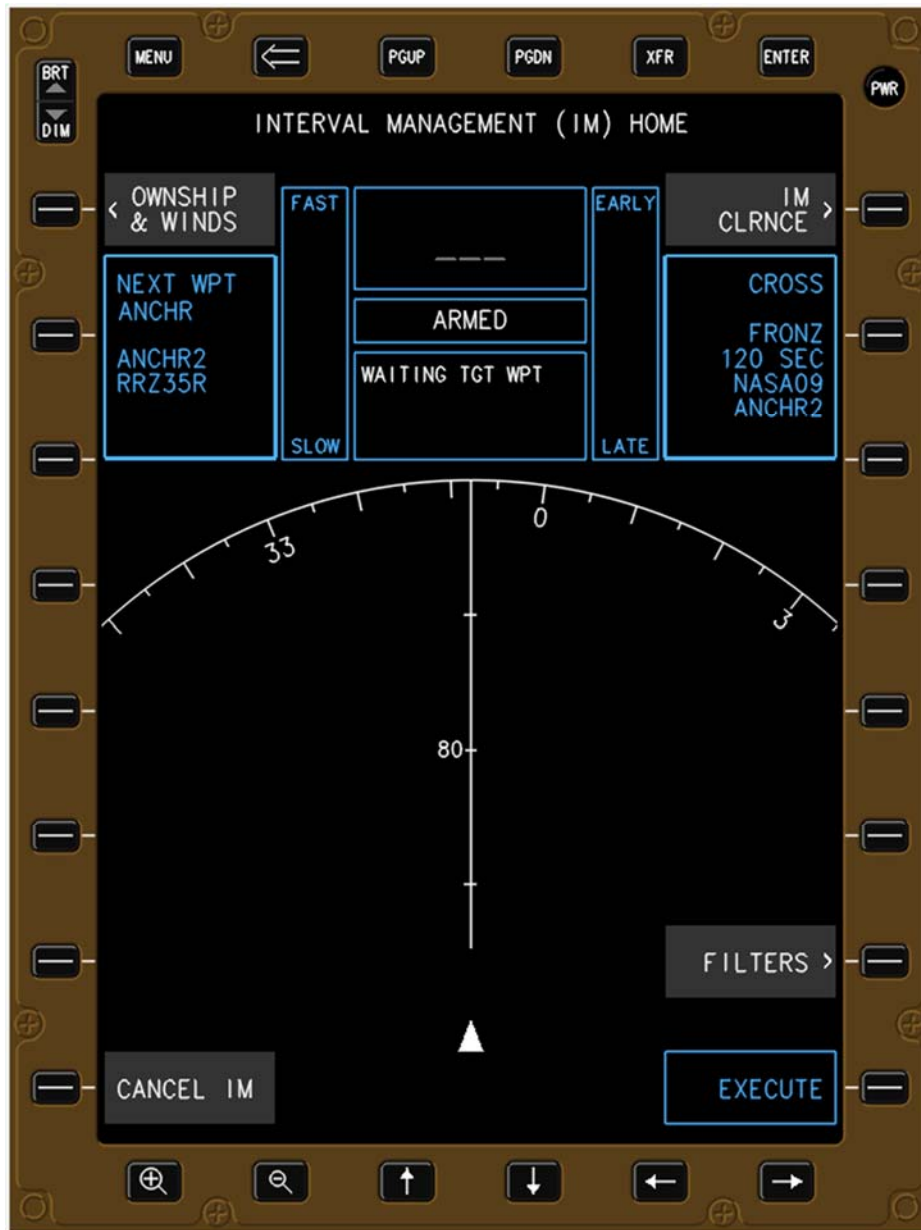 MENU
PGUP
PGDN
XFR
ENTER
BRT
DIM
PWR
INTERVAL MANAGEMENT (IM) HOME
< OWNSHIP
& WINDS
FAST
SLOW
---
ARMED
WAITING TGT WPT
EARLY
LATE
IM
CLRNCE >
NEXT WPT
ANCHR
ANCHR2
RRZ35R
CROSS
FRONZ
120 SEC
NASA09
ANCHR2
33
0
3
80
FILTERS >
CANCEL IM
EXECUTE